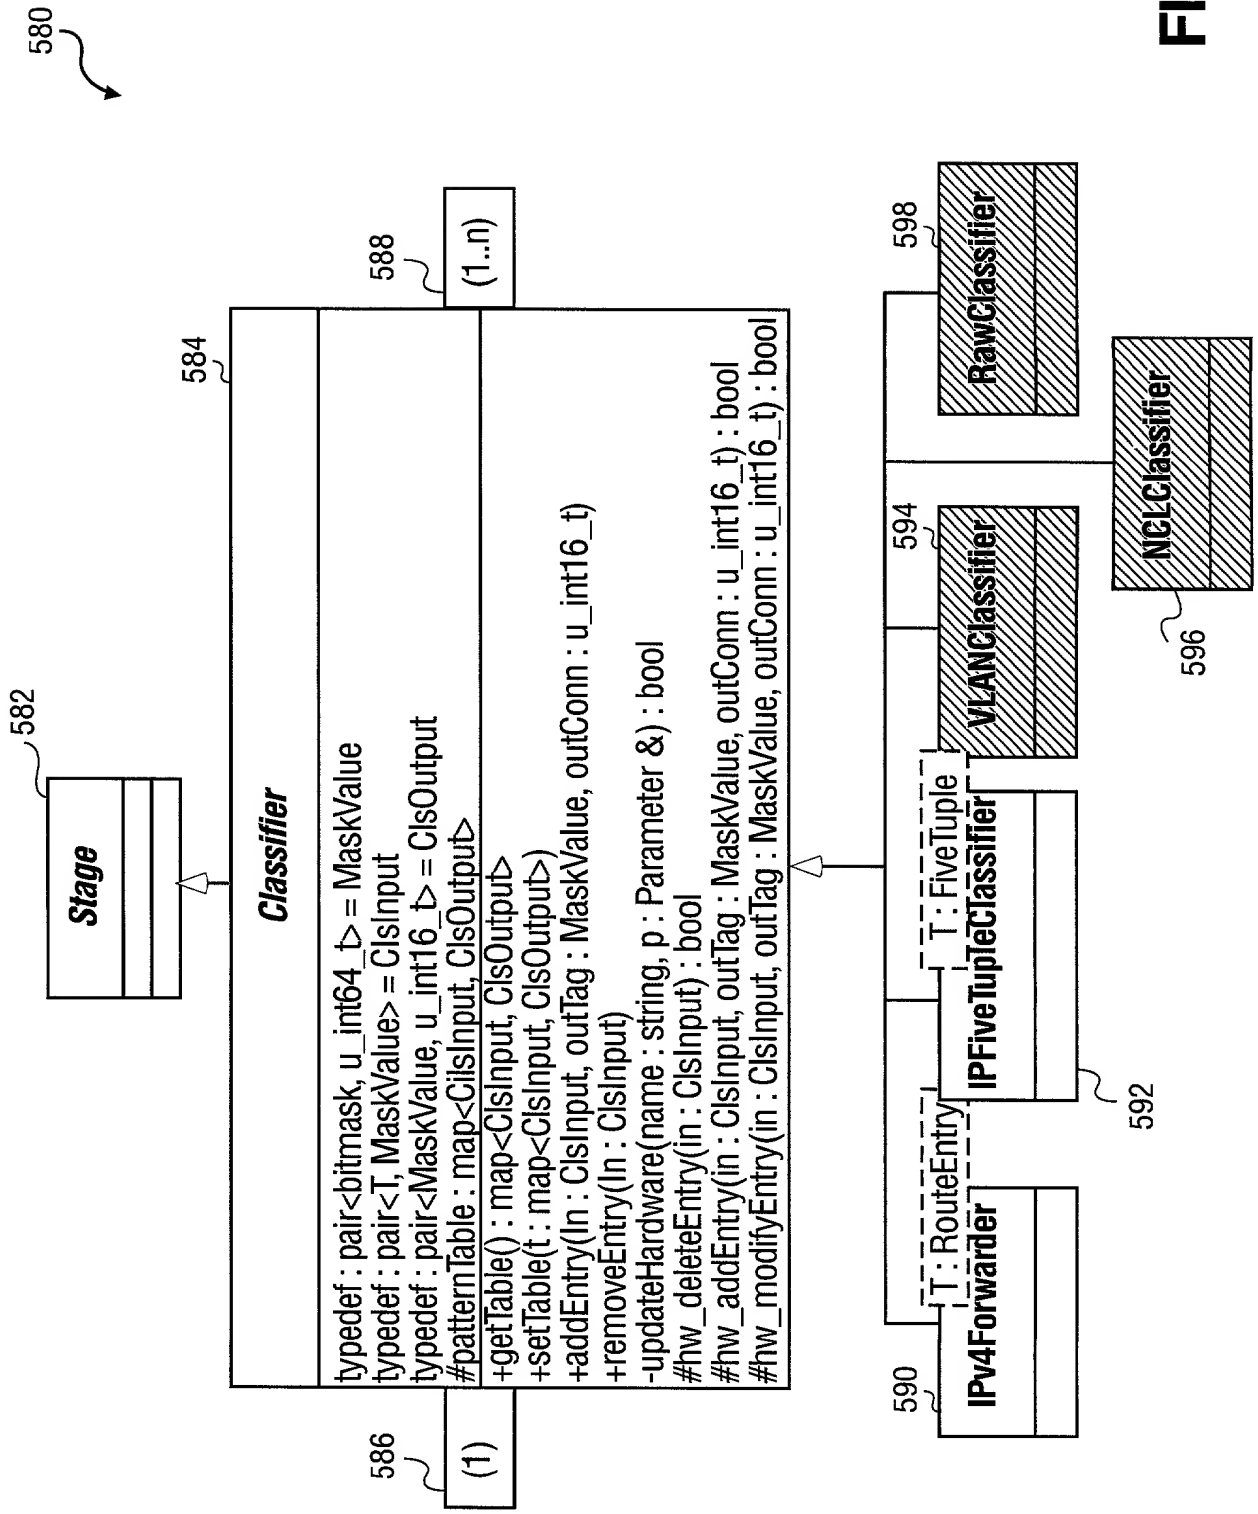 580
582
Stage
584
Classifier
typedef : pair<bitmask, u_int64_t> = MaskValue
typedef : pair<T, MaskValue> = ClsInput
typedef : pair<MaskValue, u_int16_t> = ClsOutput
#patternTable : map<CilsInput, ClsOutput>
586
(1)
588
(1..n)
+getTable() : map<ClsInput, ClsOutput>
+setTable(t : map<ClsInput, ClsOutput>)
+addEntry(In : ClsInput, outTag : MaskValue, outConn : u_int16_t)
+removeEntry(In : ClsInput)
-updateHardware(name : string, p : Parameter &) : bool
#hw_deleteEntry(in : ClsInput) : bool
#hw_addEntry(in : ClsInput, outTag : MaskValue, outConn : u_int16_t) : bool
#hw_modifyEntry(in : ClsInput, outTag : MaskValue, outConn : u_int16_t) : bool
590
T : RouteEntry
IPv4Forwarder
T : FiveTuple
IPFiveTupleClassifier
592
594
VLANClassifier
598
RawClassifier
NCLClassifier
596
FI